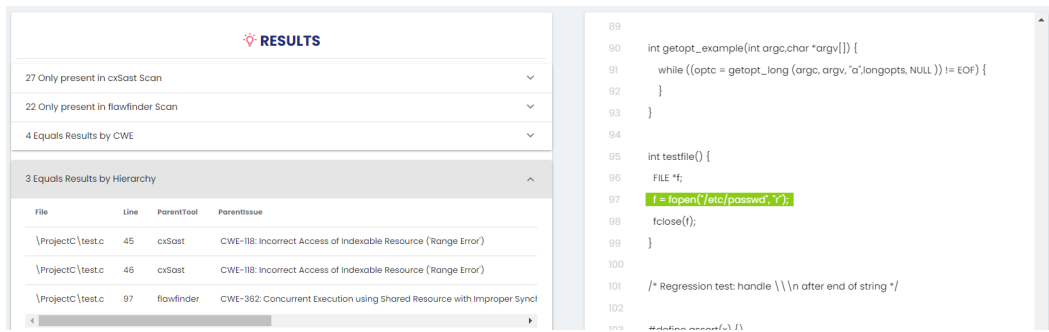 RESULTS
27 Only present in cxSast Scan
22 Only present in flawfinder Scan
4 Equals Results by CWE
3 Equals Results by Hierarchy
File Line ParentTool ParentIssue
\ProjectC\test.c 45 cxSast CWE-118: Incorrect Access of Indexable Resource ('Range Error')
\ProjectC\test.c 46 cxSast CWE-118: Incorrect Access of Indexable Resource ('Range Error')
\ProjectC\test.c 97 flawfinder CWE-362: Concurrent Execution using Shared Resource with Improper Synch
89
90 int getopt_example(int argc,char *argv[]) {
91 while ((optc = getopt_long (argc, argv, "a",longopts, NULL )) != EOF) {
92 }
93 }
94
95 int testfile() {
96 FILE *f;
97 f = fopen("/etc/passwd", "r");
98 fclose(f);
99 }
100
101 /* Regression test: handle \\\n after end of string */
102
103 #define assert(x) {}